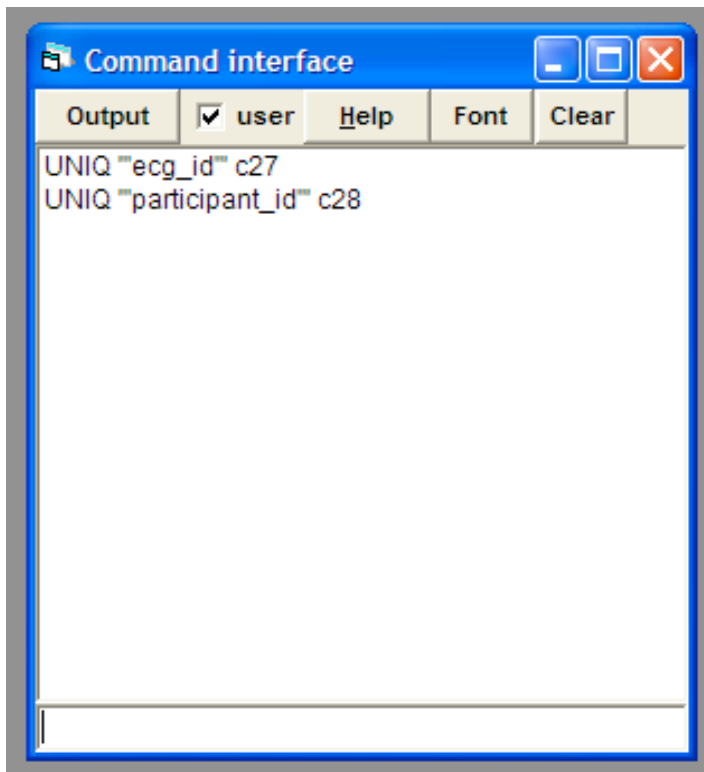 Command interface
Output user Help Font Clear
UNIQ '"ecg_id"' c27
UNIQ '"participant_id"' c28